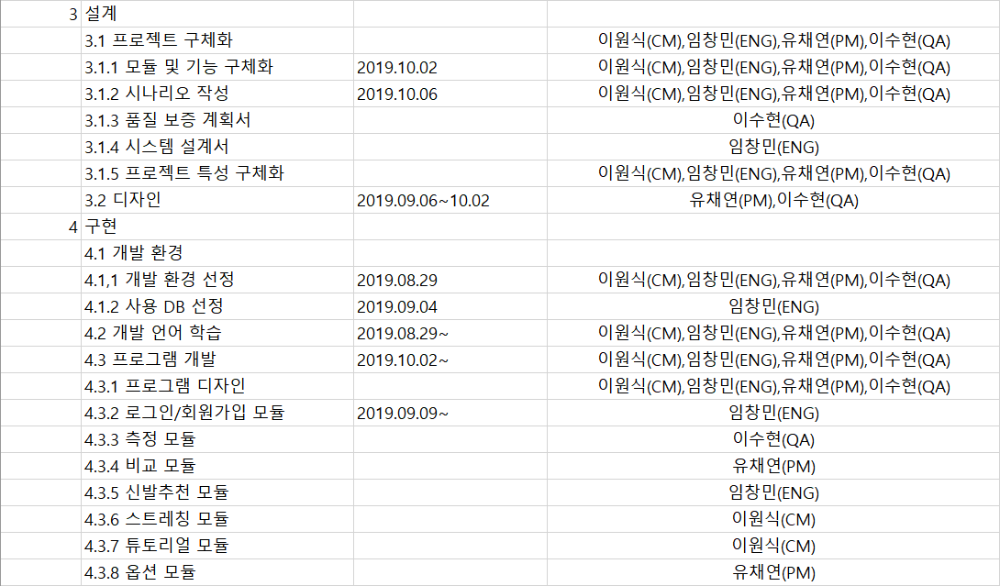 3 설계
3.1 프로젝트 구체화 이원식(CM),임창민(ENG),유채연(PM),이수현(QA)
3.1.1 모듈 및 기능 구체화 2019.10.02 이원식(CM),임창민(ENG),유채연(PM),이수현(QA)
3.1.2 시나리오 작성 2019.10.06 이원식(CM),임창민(ENG),유채연(PM),이수현(QA)
3.1.3 품질 보증 계획서 이수현(QA)
3.1.4 시스템 설계서 임창민(ENG)
3.1.5 프로젝트 특성 구체화 이원식(CM),임창민(ENG),유채연(PM),이수현(QA)
3.2 디자인 2019.09.06~10.02 유채연(PM),이수현(QA)
4 구현
4.1 개발 환경
4.1,1 개발 환경 선정 2019.08.29 이원식(CM),임창민(ENG),유채연(PM),이수현(QA)
4.1.2 사용 DB 선정 2019.09.04 임창민(ENG)
4.2 개발 언어 학습 2019.08.29~ 이원식(CM),임창민(ENG),유채연(PM),이수현(QA)
4.3 프로그램 개발 2019.10.02~ 이원식(CM),임창민(ENG),유채연(PM),이수현(QA)
4.3.1 프로그램 디자인 이원식(CM),임창민(ENG),유채연(PM),이수현(QA)
4.3.2 로그인/회원가입 모듈 2019.09.09~ 임창민(ENG)
4.3.3 측정 모듈 이수현(QA)
4.3.4 비교 모듈 유채연(PM)
4.3.5 신발추천 모듈 임창민(ENG)
4.3.6 스트레칭 모듈 이원식(CM)
4.3.7 튜토리얼 모듈 이원식(CM)
4.3.8 옵션 모듈 유채연(PM)